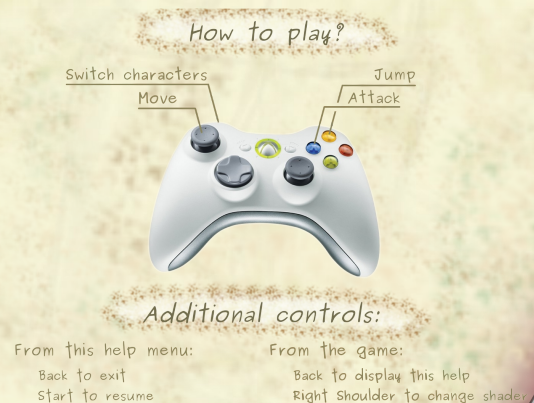 How to play?
Switch characters
Jump
Move
Attack
Additional controls:
From this help menu:
From the game:
Back to exit
Back to display this help
Start to resume
Right Shoulder to change shader